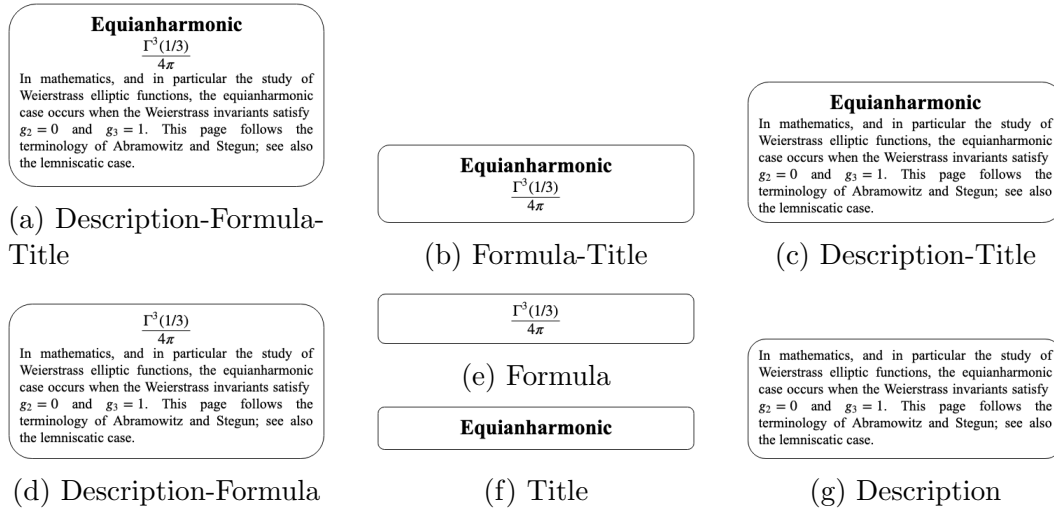 Equianharmonic
Γ³(1/3)
4π
In mathematics, and in particular the study of
Weierstrass elliptic functions, the equianharmonic
case occurs when the Weierstrass invariants satisfy
g₂ = 0 and g₃ = 1. This page follows the
terminology of Abramowitz and Stegun; see also
the lemniscatic case.
(a) Description-Formula-
Title
Equianharmonic
Γ³(1/3)
4π
(b) Formula-Title
Equianharmonic
In mathematics, and in particular the study of
Weierstrass elliptic functions, the equianharmonic
case occurs when the Weierstrass invariants satisfy
g₂ = 0 and g₃ = 1. This page follows the
terminology of Abramowitz and Stegun; see also
the lemniscatic case.
(c) Description-Title
Γ³(1/3)
4π
In mathematics, and in particular the study of
Weierstrass elliptic functions, the equianharmonic
case occurs when the Weierstrass invariants satisfy
g₂ = 0 and g₃ = 1. This page follows the
terminology of Abramowitz and Stegun; see also
the lemniscatic case.
(d) Description-Formula
Γ³(1/3)
4π
(e) Formula
Equianharmonic
(f) Title
In mathematics, and in particular the study of
Weierstrass elliptic functions, the equianharmonic
case occurs when the Weierstrass invariants satisfy
g₂ = 0 and g₃ = 1. This page follows the
terminology of Abramowitz and Stegun; see also
the lemniscatic case.
(g) Description